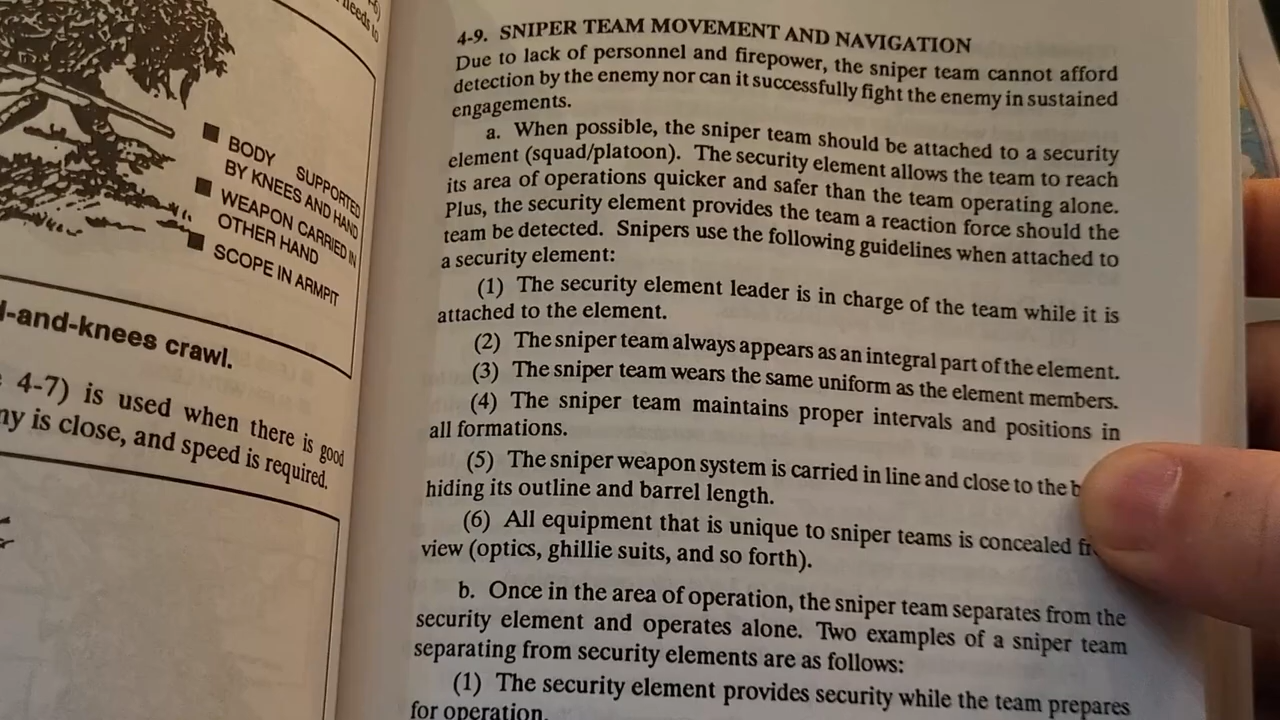 needs to
BODY SUPPORTED
BY KNEES AND HAND
WEAPON CARRIED IN
OTHER HAND
SCOPE IN ARMPIT
-and-knees crawl.
4-7) is used when there is good
is close, and speed is required.
4-9. SNIPER TEAM MOVEMENT AND NAVIGATION
Due to lack of personnel and firepower, the sniper team cannot afford
detection by the enemy nor can it successfully fight the enemy in sustained
engagements.
a. When possible, the sniper team should be attached to a security
element (squad/platoon). The security element allows the team to reach
its area of operations quicker and safer than the team operating alone.
Plus, the security element provides the team a reaction force should the
team be detected. Snipers use the following guidelines when attached to
a security element:
(1) The security element leader is in charge of the team while it is
attached to the element.
(2) The sniper team always appears as an integral part of the element.
(3) The sniper team wears the same uniform as the element members.
(4) The sniper team maintains proper intervals and positions in
all formations.
(5) The sniper weapon system is carried in line and close to the
hiding its outline and barrel length.
(6) All equipment that is unique to sniper teams is concealed
view (optics, ghillie suits, and so forth).
b. Once in the area of operation, the sniper team separates from the
security element and operates alone. Two examples of a sniper team
separating from security elements are as follows:
(1) The security element provides security while the team prepares
for operation.